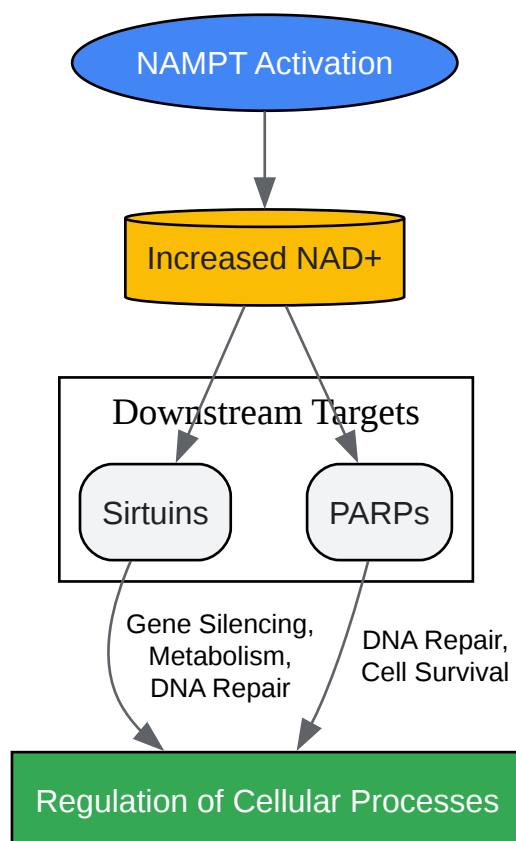 NAMPT Activation
Increased NAD+
Downstream Targets
Sirtuins
PARPs
Gene Silencing,
Metabolism,
DNA Repair
DNA Repair,
Cell Survival
Regulation of Cellular Processes